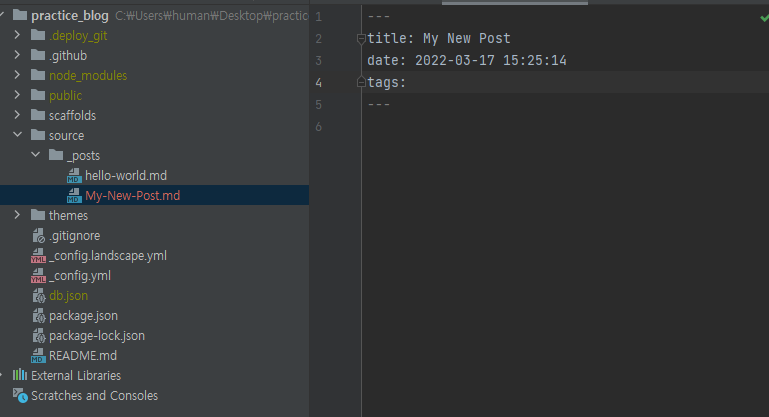 practice_blog C:₩Users₩human₩Desktop₩practic
.deploy_git
.github
node_modules
public
scaffolds
source
_posts
hello-world.md
My-New-Post.md
themes
.gitignore
_config.landscape.yml
_config.yml
db.json
package.json
package-lock.json
README.md
External Libraries
Scratches and Consoles
1 ---
2 title: My New Post
3 date: 2022-03-17 15:25:14
4 tags:
5 ---
6